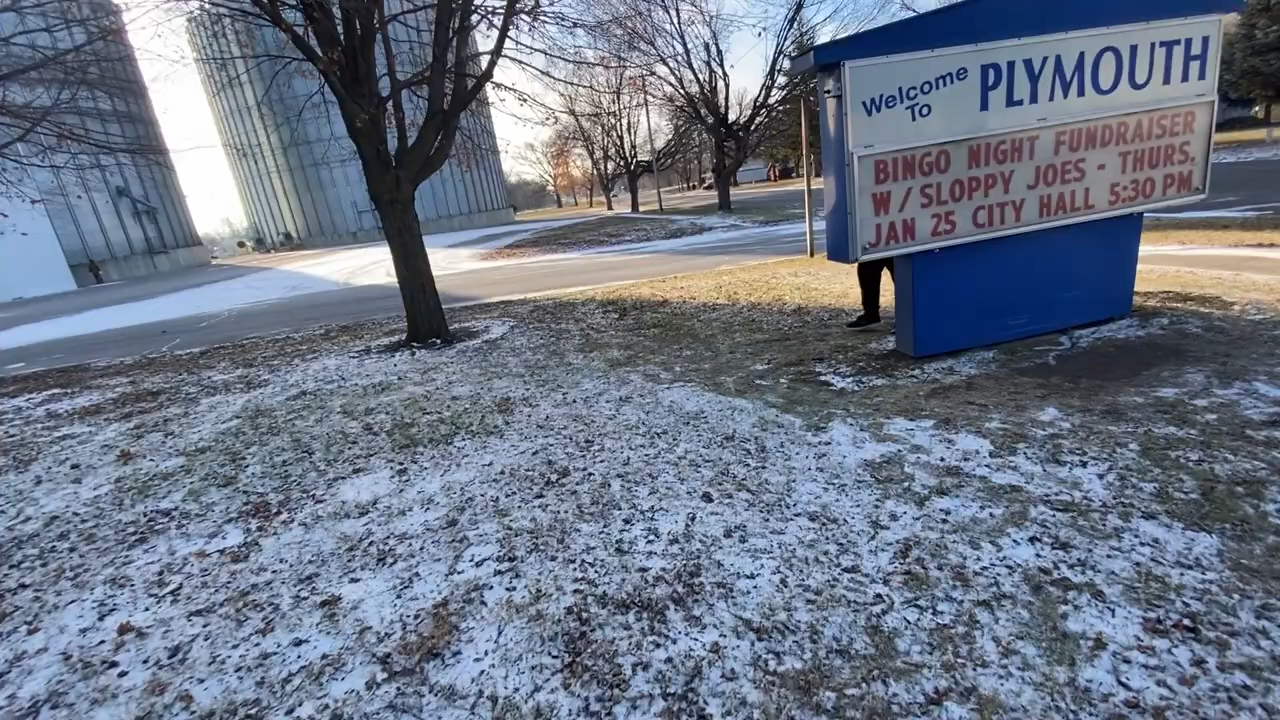 Welcome
To PLYMOUTH
BINGO NIGHT FUNDRAISER
W/SLOPPY JOES - THURS.
JAN 25 CITY HALL 5:30 PM